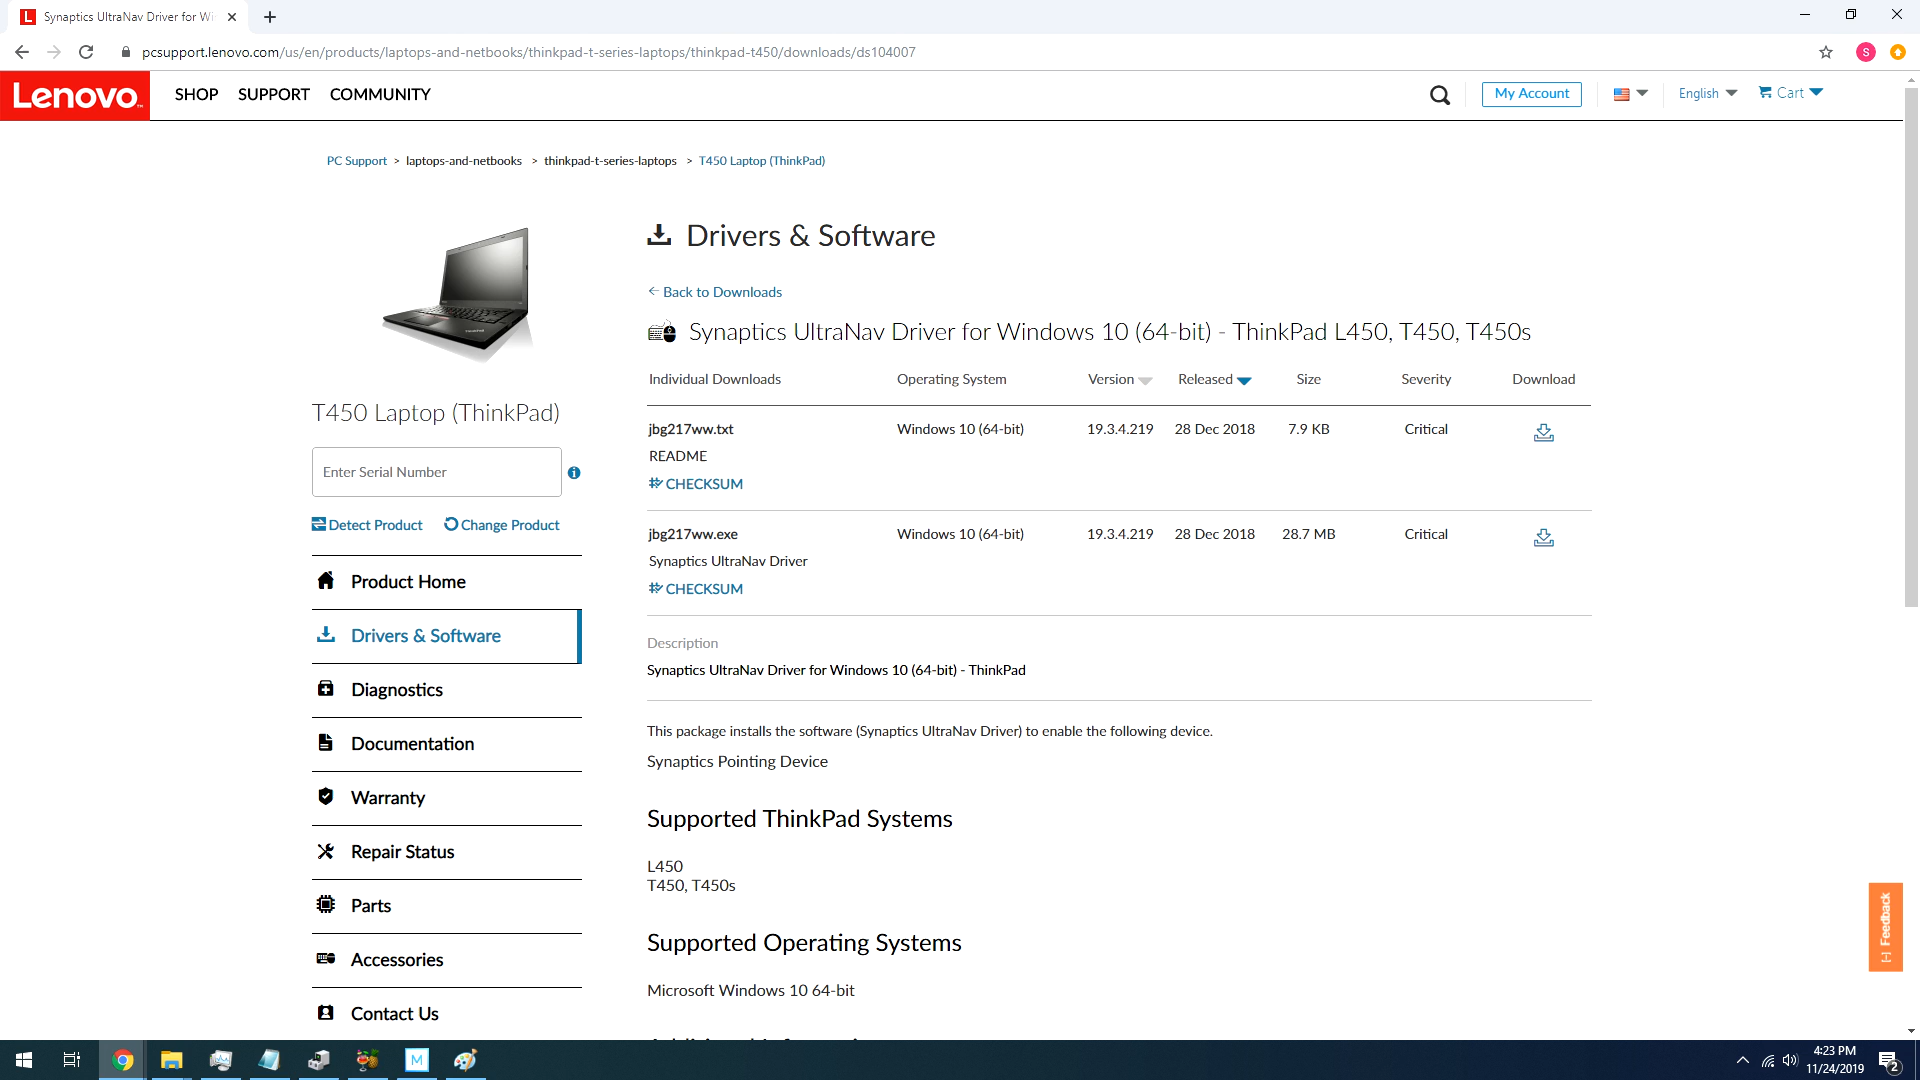 Synaptics UltraNav Driver for Wi
pcsupport.lenovo.com/us/en/products/laptops-and-netbooks/thinkpad-t-series-laptops/thinkpad-t450/downloads/ds104007
S
Lenovo
SHOP SUPPORT COMMUNITY
My Account
English
Cart
PC Support > laptops-and-netbooks > thinkpad-t-series-laptops > T450 Laptop (ThinkPad)
T450 Laptop (ThinkPad)
Enter Serial Number
Detect Product Change Product
Product Home
Drivers & Software
Diagnostics
Documentation
Warranty
Repair Status
Parts
Accessories
Contact Us
Drivers & Software
Back to Downloads
Synaptics UltraNav Driver for Windows 10 (64-bit) - ThinkPad L450, T450, T450s
Individual Downloads Operating System Version Released Size Severity Download
jbg217ww.txt Windows 10 (64-bit) 19.3.4.219 28 Dec 2018 7.9 KB Critical
README
CHECKSUM
jbg217ww.exe Windows 10 (64-bit) 19.3.4.219 28 Dec 2018 28.7 MB Critical
Synaptics UltraNav Driver
CHECKSUM
Description
Synaptics UltraNav Driver for Windows 10 (64-bit) - ThinkPad
This package installs the software (Synaptics UltraNav Driver) to enable the following device.
Synaptics Pointing Device
Supported ThinkPad Systems
L450
T450, T450s
Supported Operating Systems
Microsoft Windows 10 64-bit
[-] Feedback
M
4:23 PM
11/24/2019
2